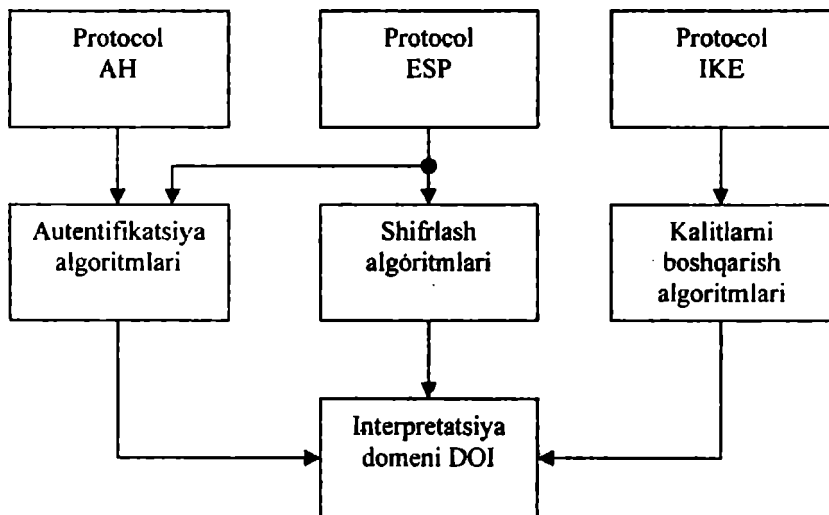 Protocol
AH
Protocol
ESP
Protocol
IKE
Autentifikatsiya
algoritmlari
Shifrlash
algoritmlari
Kalitlarni
boshqarish
algoritmlari
Interpretatsiya
domeni DOI